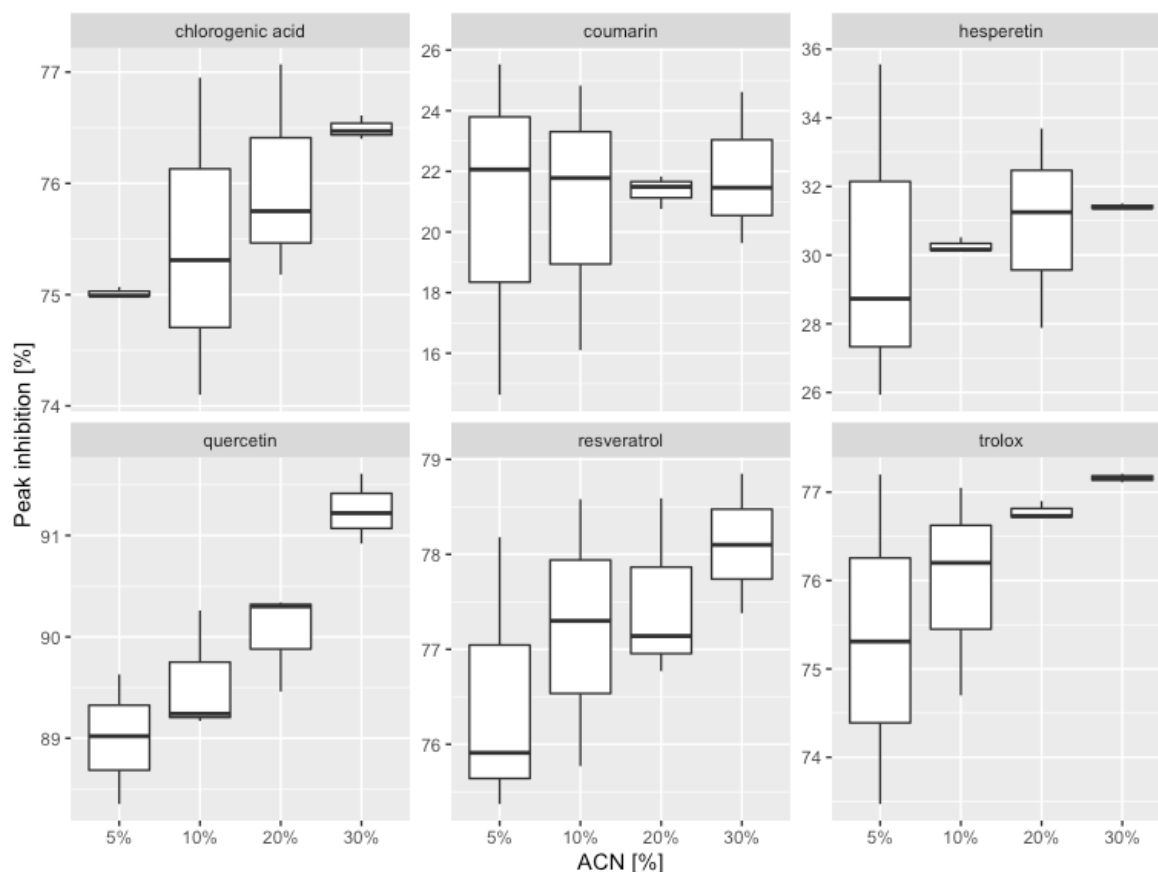 chlorogenic acid
coumarin
hesperetin
77
76
75
74
26
24
22
20
18
16
36
34
32
30
28
26
Peak inhibition [%]
quercetin
resveratrol
trolox
91
90
89
79
78
77
76
77
76
75
74
5% 10% 20% 30%
5% 10% 20% 30%
5% 10% 20% 30%
ACN [%]